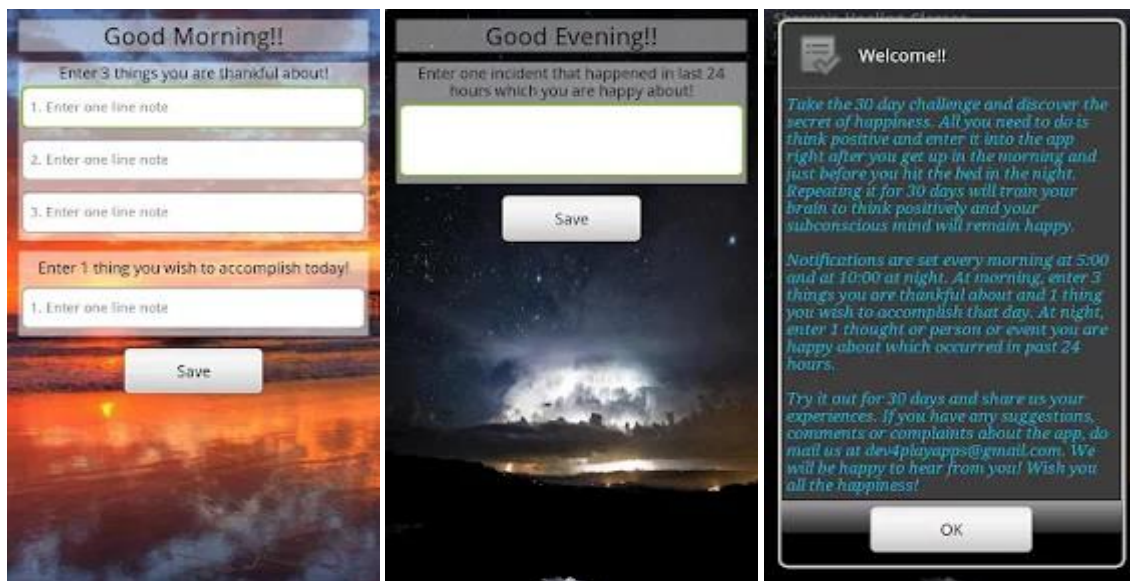 Good Morning!!
Enter 3 things you are thankful about!
1. Enter one line note
2. Enter one line note
3. Enter one line note
Enter 1 thing you wish to accomplish today!
1. Enter one line note
Save
Good Evening!!
Enter one incident that happened in last 24
hours which you are happy about!
Save
Welcome!!
Take the 30 day challenge and discover the
secret of happiness. All you need to do is
think positive and enter it into the app
right after you get up in the morning and
just before you hit the bed in the night.
Repeating it for 30 days will train your
brain to think positively and your
subconscious mind will remain happy.
Notifications are set every morning at 5:00
and at 10:00 at night. At morning, enter 3
things you are thankful about and 1 thing
you wish to accomplish that day. At night,
enter 1 thought or person or event you are
happy about which occurred in past 24
hours.
Try it out for 30 days and share us your
experiences. If you have any suggestions,
comments or complaints about the app, do
mail us at dev4playapps@gmail.com. We
will be happy to hear from you! Wish you
all the happiness!
OK